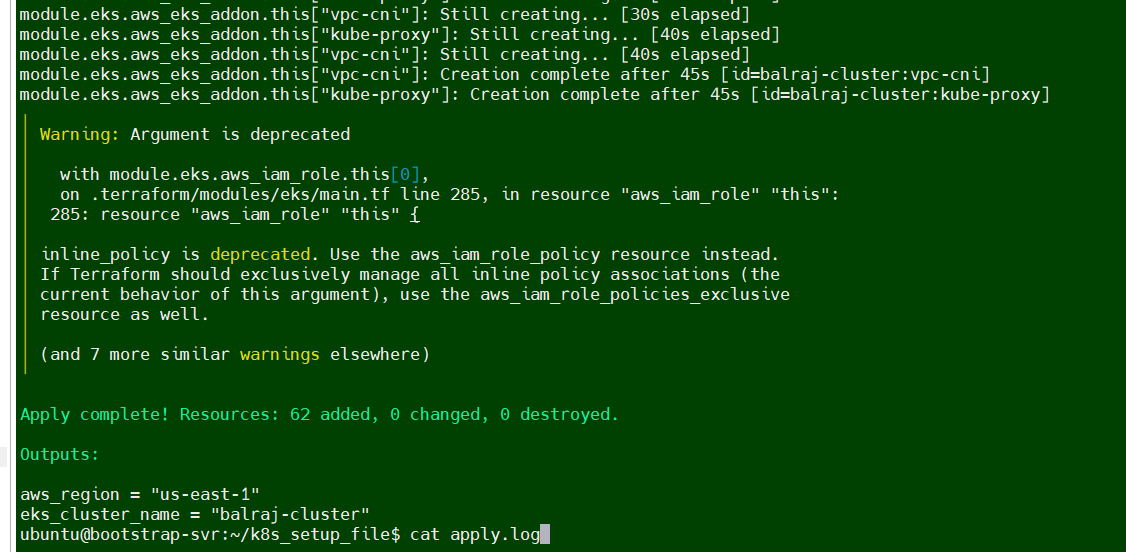 module.eks.aws_eks_addon.this["vpc-cni"]: Still creating... [30s elapsed]
module.eks.aws_eks_addon.this["kube-proxy"]: Still creating... [40s elapsed]
module.eks.aws_eks_addon.this["vpc-cni"]: Still creating... [40s elapsed]
module.eks.aws_eks_addon.this["vpc-cni"]: Creation complete after 45s [id=balraj-cluster:vpc-cni]
module.eks.aws_eks_addon.this["kube-proxy"]: Creation complete after 45s [id=balraj-cluster:kube-proxy]
Warning: Argument is deprecated
with module.eks.aws_iam_role.this[0],
on .terraform/modules/eks/main.tf line 285, in resource "aws_iam_role" "this":
285: resource "aws_iam_role" "this" {
inline_policy is deprecated. Use the aws_iam_role_policy resource instead.
If Terraform should exclusively manage all inline policy associations (the
current behavior of this argument), use the aws_iam_role_policies_exclusive
resource as well.
(and 7 more similar warnings elsewhere)
Apply complete! Resources: 62 added, 0 changed, 0 destroyed.
Outputs:
aws_region = "us-east-1"
eks_cluster_name = "balraj-cluster"
ubuntu@bootstrap-svr:~/k8s_setup_file$ cat apply.log